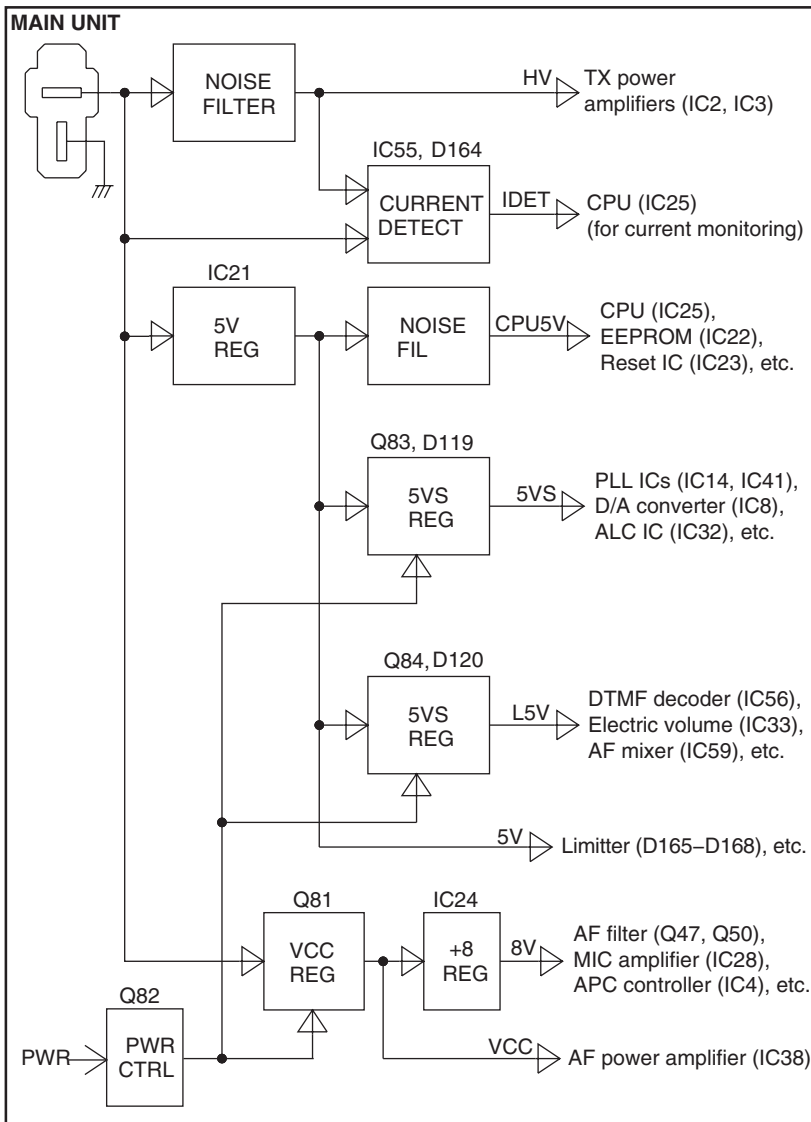 MAIN UNIT
NOISE
FILTER
HV
TX power
amplifiers (IC2, IC3)
IC55, D164
CURRENT
DETECT
IDET
CPU (IC25)
(for current monitoring)
IC21
5V
REG
NOISE
FIL
CPU5V
CPU (IC25),
EEPROM (IC22),
Reset IC (IC23), etc.
Q83, D119
5VS
REG
5VS
PLL ICs (IC14, IC41),
D/A converter (IC8),
ALC IC (IC32), etc.
Q84, D120
5VS
REG
L5V
DTMF decoder (IC56),
Electric volume (IC33),
AF mixer (IC59), etc.
5V
Limitter (D165–D168), etc.
Q81
VCC
REG
IC24
+8
REG
8V
AF filter (Q47, Q50),
MIC amplifier (IC28),
APC controller (IC4), etc.
Q82
PWR
PWR
CTRL
VCC
AF power amplifier (IC38)